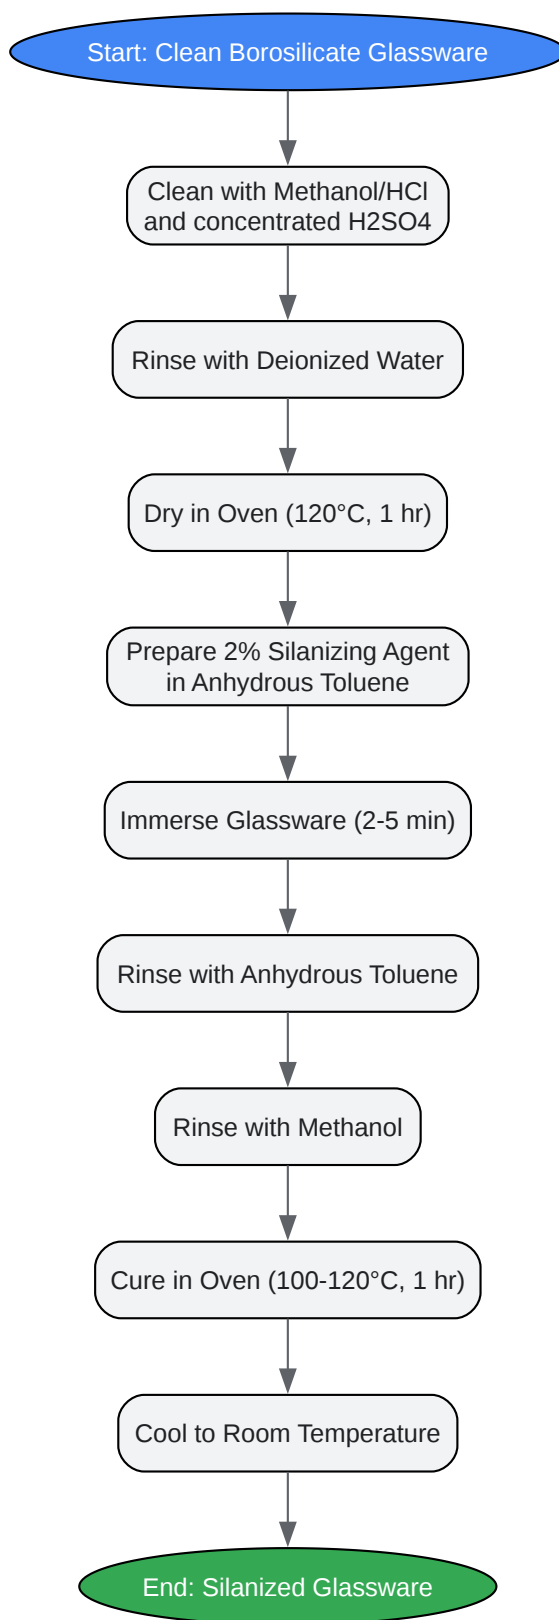 Start: Clean Borosilicate Glassware
Clean with Methanol/HCl
and concentrated H2SO4
Rinse with Deionized Water
Dry in Oven (120°C, 1 hr)
Prepare 2% Silanizing Agent
in Anhydrous Toluene
Immerse Glassware (2-5 min)
Rinse with Anhydrous Toluene
Rinse with Methanol
Cure in Oven (100-120°C, 1 hr)
Cool to Room Temperature
End: Silanized Glassware